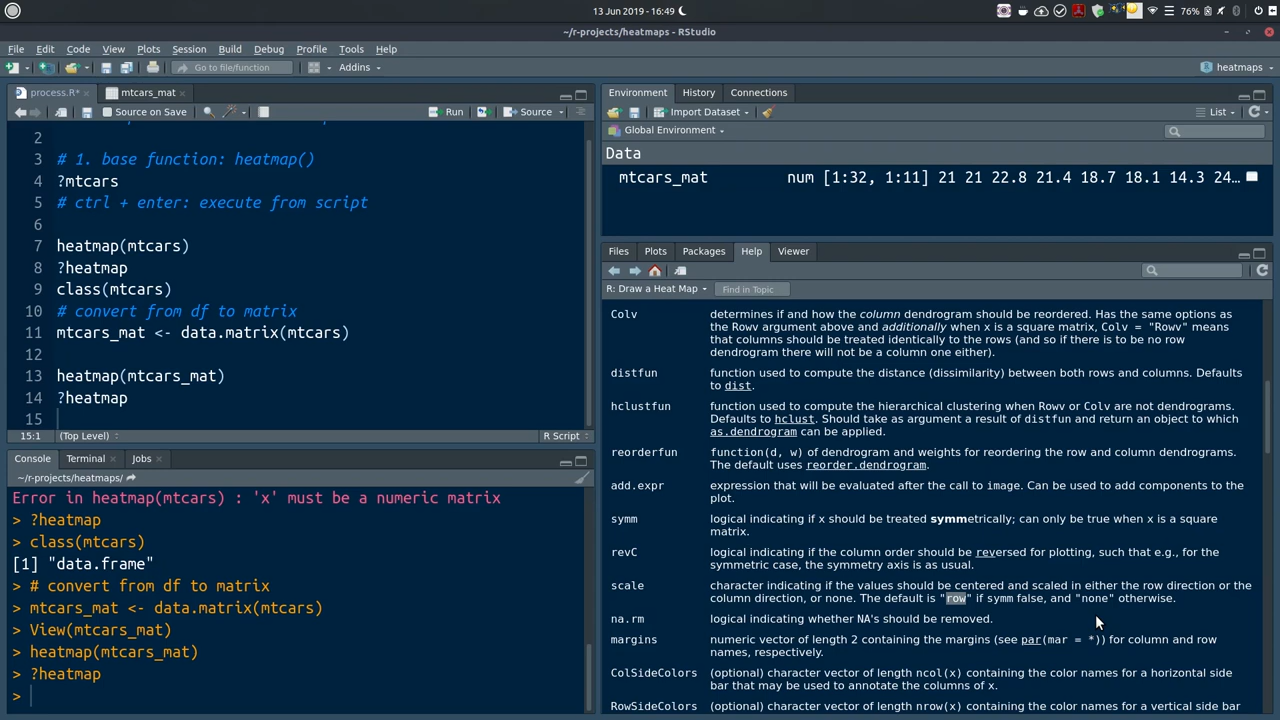 13 Jun 2019 - 16:49
76%
~/r-projects/heatmaps - RStudio
File Edit Code View Plots Session Build Debug Profile Tools Help
Go to file/function
Addins
heatmaps
process.R*
mtcars_mat
Source on Save
Run
Source
2
3 # 1. base function: heatmap()
4 ?mtcars
5 # ctrl + enter: execute from script
6
7 heatmap(mtcars)
8 ?heatmap
9 class(mtcars)
10 # convert from df to matrix
11 mtcars_mat <- data.matrix(mtcars)
12
13 heatmap(mtcars_mat)
14 ?heatmap
15
15:1 (Top Level) R Script
Console Terminal Jobs
~/r-projects/heatmaps/
Error in heatmap(mtcars) : 'x' must be a numeric matrix
> ?heatmap
> class(mtcars)
[1] "data.frame"
> # convert from df to matrix
> mtcars_mat <- data.matrix(mtcars)
> View(mtcars_mat)
> heatmap(mtcars_mat)
> ?heatmap
>
Environment History Connections
Import Dataset
List
Global Environment
Data
mtcars_mat num [1:32, 1:11] 21 21 22.8 21.4 18.7 18.1 14.3 24…
Files Plots Packages Help Viewer
R: Draw a Heat Map
Find in Topic
Colv determines if and how the column dendrogram should be reordered. Has the same options as
the Rowv argument above and additionally when x is a square matrix, Colv = "Rowv" means
that columns should be treated identically to the rows (and so if there is to be no row
dendrogram there will not be a column one either).
distfun function used to compute the distance (dissimilarity) between both rows and columns. Defaults
to dist.
hclustfun function used to compute the hierarchical clustering when Rowv or Colv are not dendrograms.
Defaults to hclust. Should take as argument a result of distfun and return an object to which
as.dendrogram can be applied.
reorderfun function(d, w) of dendrogram and weights for reordering the row and column dendrograms.
The default uses reorder.dendrogram.
add.expr expression that will be evaluated after the call to image. Can be used to add components to the
plot.
symm logical indicating if x should be treated symmetrically; can only be true when x is a square
matrix.
revC logical indicating if the column order should be reversed for plotting, such that e.g., for the
symmetric case, the symmetry axis is as usual.
scale character indicating if the values should be centered and scaled in either the row direction or the
column direction, or none. The default is "row" if symm false, and "none" otherwise.
na.rm logical indicating whether NA's should be removed.
margins numeric vector of length 2 containing the margins (see par(mar = *)) for column and row
names, respectively.
ColSideColors (optional) character vector of length ncol(x) containing the color names for a horizontal side
bar that may be used to annotate the columns of x.
RowSideColors (optional) character vector of length nrow(x) containing the color names for a vertical side bar